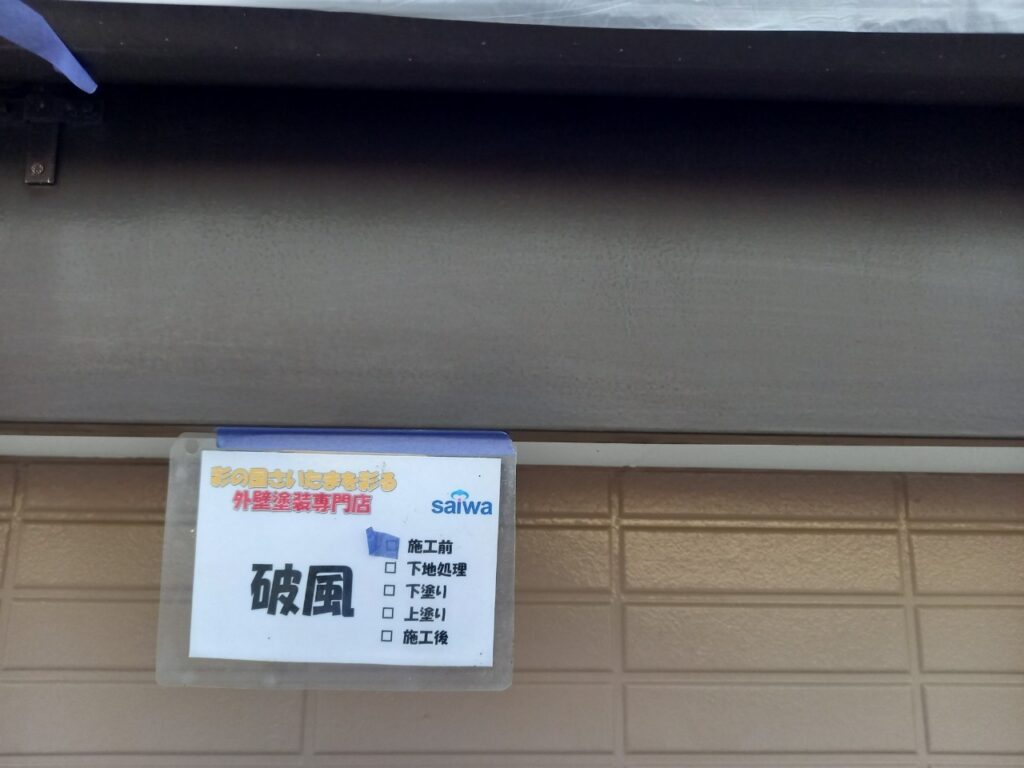 彩の国さいたまを彩る
外壁塗装専門店
saiwa
破風
□ 施工前
□ 下地処理
□ 下塗り
□ 上塗り
□ 施工後